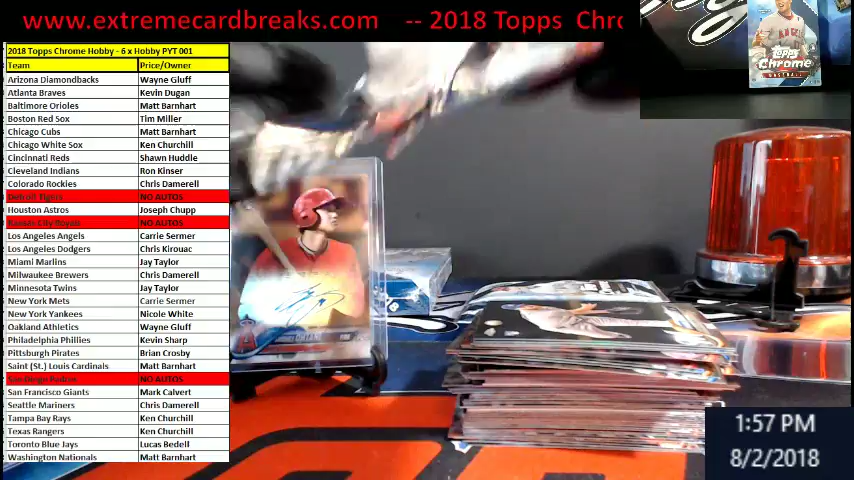 www.extremecardbreaks.com -- 2018 Topps Chro
2018 Topps Chrome Hobby - 6 x Hobby PYT 001
Team Price/Owner
Arizona Diamondbacks Wayne Gluff
Atlanta Braves Kevin Dugan
Baltimore Orioles Matt Barnhart
Boston Red Sox Tim Miller
Chicago Cubs Matt Barnhart
Chicago White Sox Ken Churchill
Cincinnati Reds Shawn Huddle
Cleveland Indians Ron Kinser
Colorado Rockies Chris Damerell
Detroit Tigers NO AUTOS
Houston Astros Joseph Chupp
Kansas City Royals NO AUTOS
Los Angeles Angels Carrie Sermer
Los Angeles Dodgers Chris Kirouac
Miami Marlins Jay Taylor
Milwaukee Brewers Chris Damerell
Minnesota Twins Jay Taylor
New York Mets Carrie Sermer
New York Yankees Nicole White
Oakland Athletics Wayne Gluff
Philadelphia Phillies Kevin Sharp
Pittsburgh Pirates Brian Crosby
Saint (St.) Louis Cardinals Matt Barnhart
San Diego Padres NO AUTOS
San Francisco Giants Mark Calvert
Seattle Mariners Chris Damerell
Tampa Bay Rays Ken Churchill
Texas Rangers Ken Churchill
Toronto Blue Jays Lucas Bedell
Washington Nationals Matt Barnhart
ANGELS
Topps
Chrome
BASEBALL
OHTANI
1:57 PM
8/2/2018